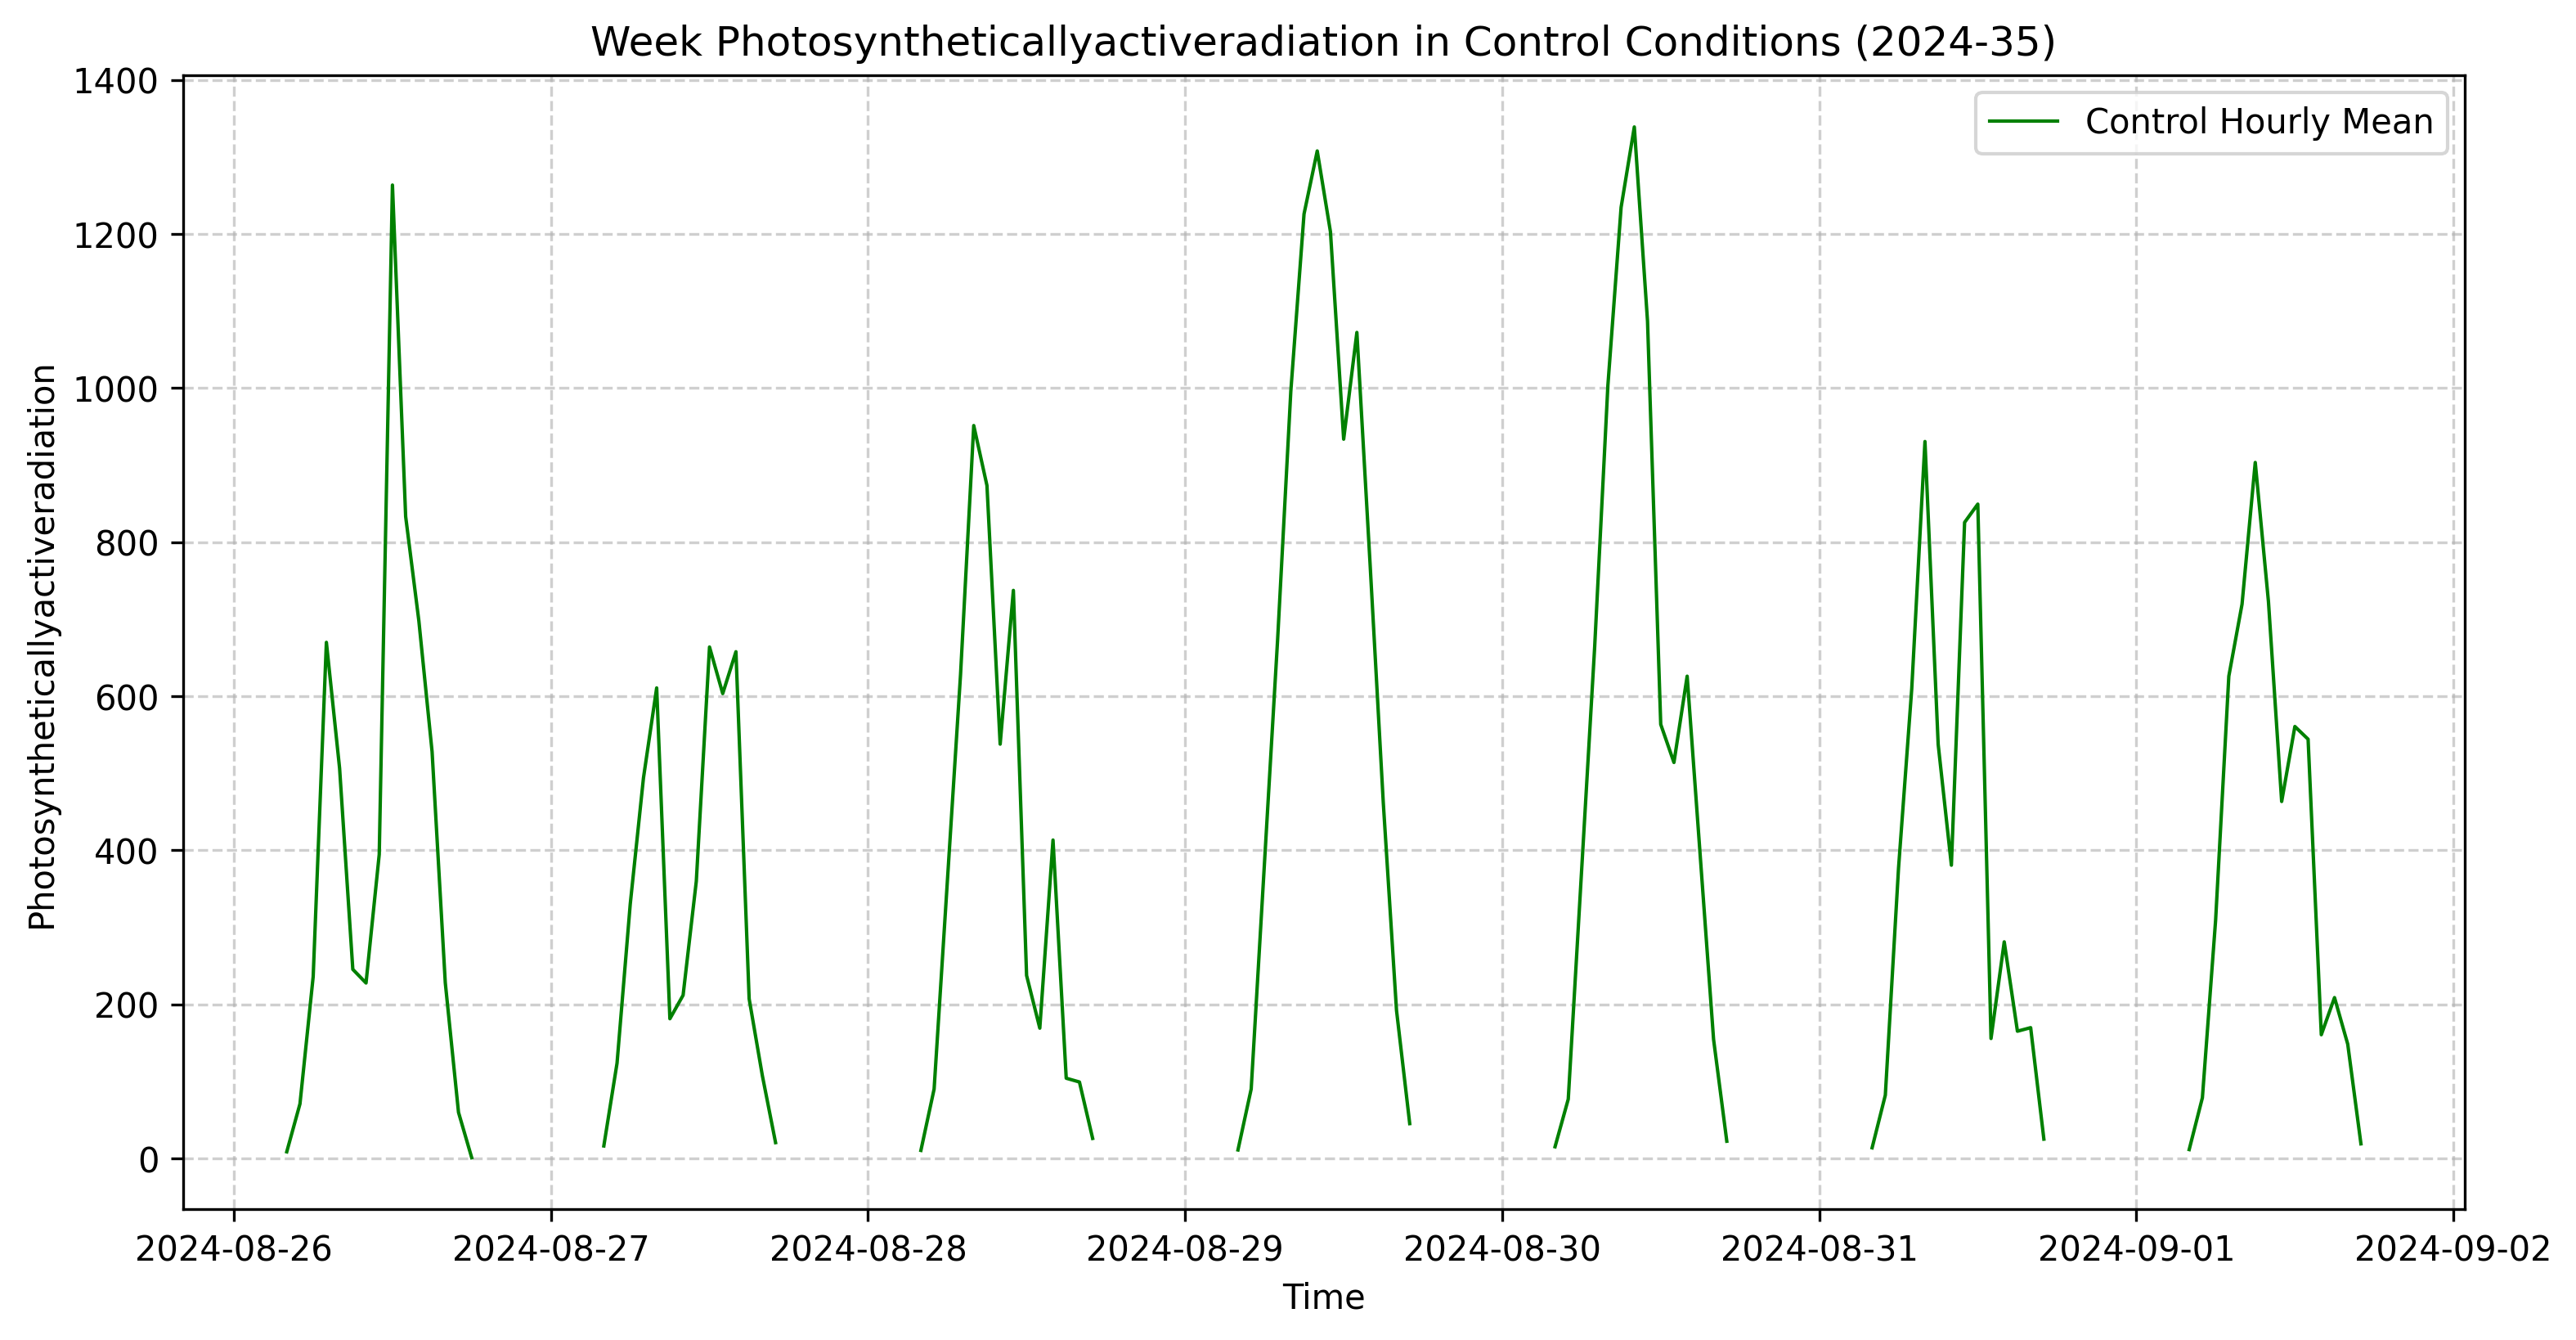 Week Photosyntheticallyactiveradiation in Control Conditions (2024-35)
Control Hourly Mean
Photosyntheticallyactiveradiation
1400
1200
1000
800
600
400
200
0
2024-08-26 2024-08-27 2024-08-28 2024-08-29 2024-08-30 2024-08-31 2024-09-01 2024-09-02
Time